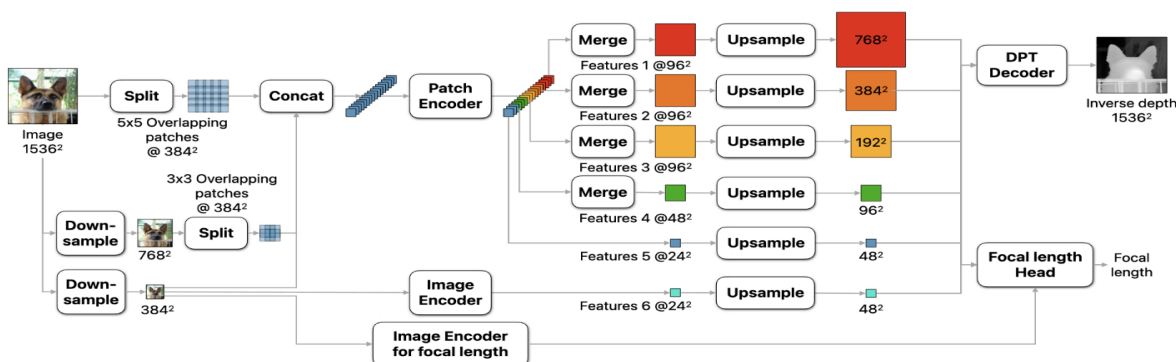 Image
1536²
Split
5x5 Overlapping
patches
@ 384²
Concat
Patch
Encoder
Merge
Features 1 @96²
Upsample
768²
Merge
Features 2 @96²
Upsample
384²
Merge
Features 3 @96²
Upsample
192²
Merge
Features 4 @48²
Upsample
96²
DPT
Decoder
Inverse depth
1536²
3x3 Overlapping
patches
@ 384²
Down-
sample
768²
Split
Features 5 @24²
Upsample
48²
Down-
sample
384²
Image
Encoder
Features 6 @24²
Upsample
48²
Focal length
Head
Focal
length
Image Encoder
for focal length